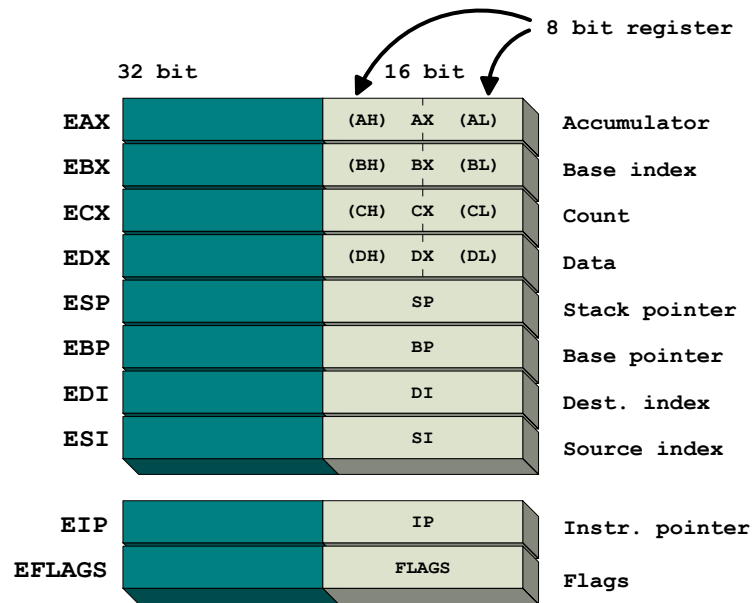 8 bit register
32 bit 16 bit
EAX (AH) AX (AL) Accumulator
EBX (BH) BX (BL) Base index
ECX (CH) CX (CL) Count
EDX (DH) DX (DL) Data
ESP SP Stack pointer
EBP BP Base pointer
EDI DI Dest. index
ESI SI Source index
EIP IP Instr. pointer
EFLAGS FLAGS Flags